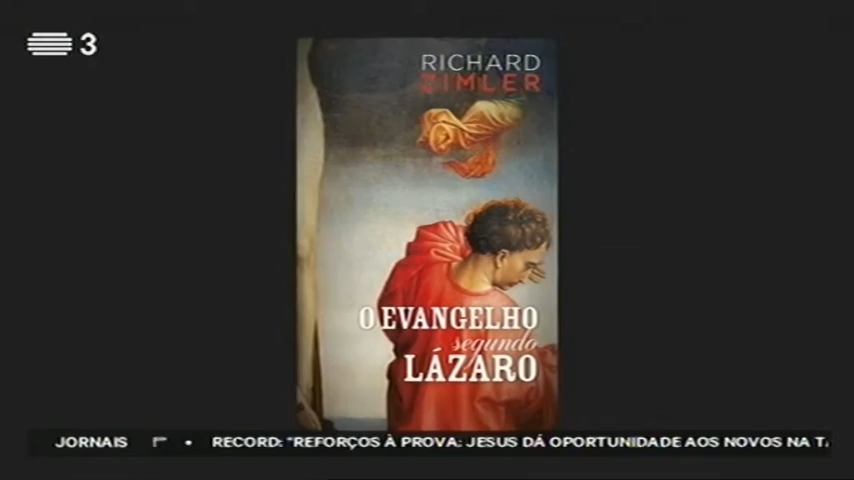 3
RICHARD
ZIMLER
O EVANGELHO
segundo
LÁZARO
JORNAIS • RECORD: "REFORÇOS À PROVA: JESUS DÁ OPORTUNIDADE AOS NOVOS NA